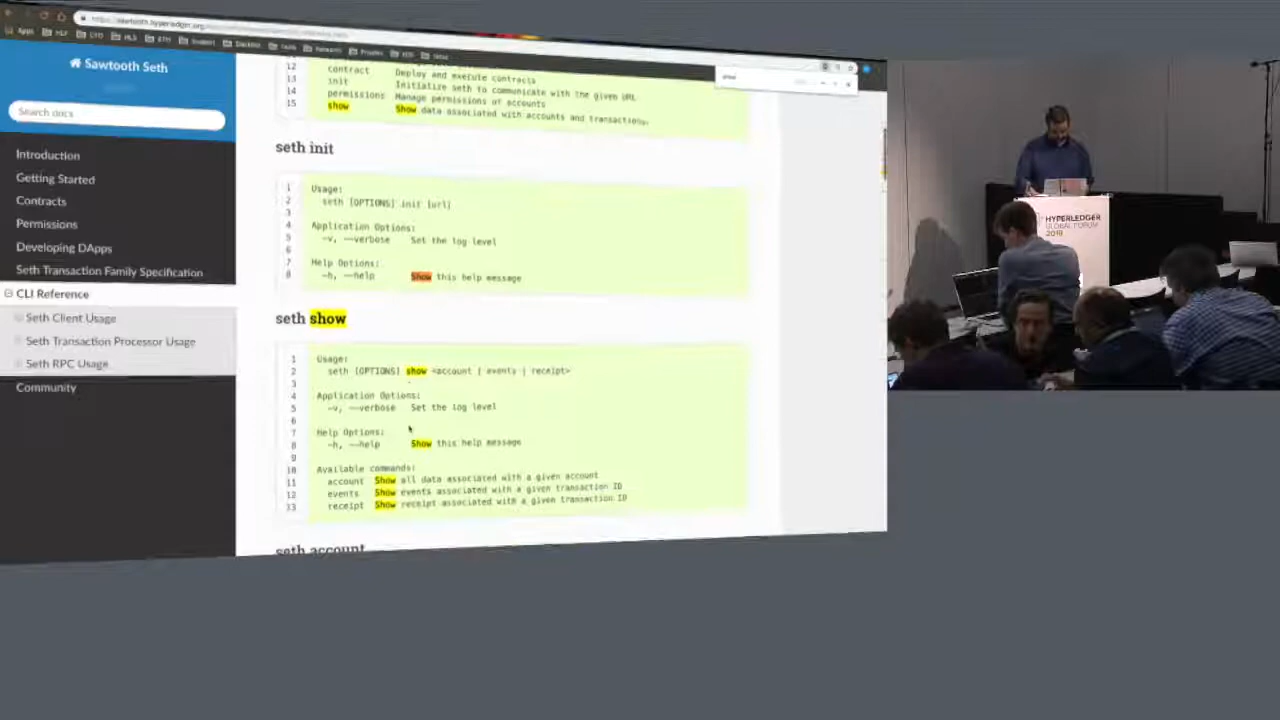 https://sawtooth.hyperledger.org
Apps
Sawtooth Seth
Search docs
Introduction
Getting Started
Contracts
Permissions
Developing DApps
Seth Transaction Family Specification
CLI Reference
Seth Client Usage
Seth Transaction Processor Usage
Seth RPC Usage
Community
12 contract Deploy and execute contracts
13 init Initialize seth to communicate with the given URL
14 permissions Manage permissions of accounts
15 show Show data associated with accounts and transactions.
seth init
1 Usage:
2 seth [OPTIONS] init [url]
3
4 Application Options:
5 -v, --verbose Set the log level
6
7 Help Options:
8 -h, --help Show this help message
seth show
1 Usage:
2 seth [OPTIONS] show <account | events | receipt>
3
4 Application Options:
5 -v, --verbose Set the log level
6
7 Help Options:
8 -h, --help Show this help message
9
10 Available commands:
11 account Show all data associated with a given account
12 events Show events associated with a given transaction ID
13 receipt Show receipt associated with a given transaction ID
seth account
HYPERLEDGER
GLOBAL FORUM
2018